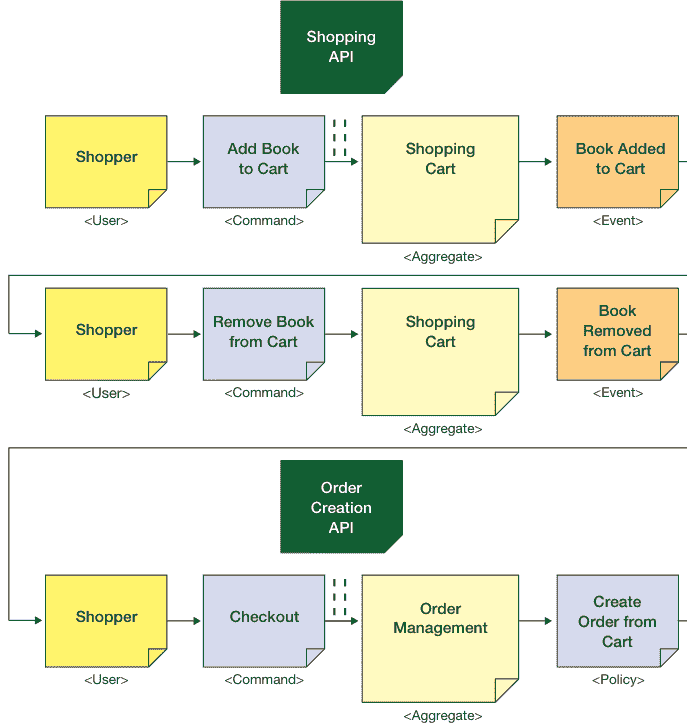 Shopping
API
Shopper
Add Book
to Cart
Shopping
Cart
Book Added
to Cart
<User>
<Command>
<Aggregate>
<Event>
Shopper
Remove Book
from Cart
Shopping
Cart
Book
Removed
from Cart
<User>
<Command>
<Aggregate>
<Event>
Order
Creation
API
Shopper
Checkout
Order
Management
Create
Order from
Cart
<User>
<Command>
<Aggregate>
<Policy>